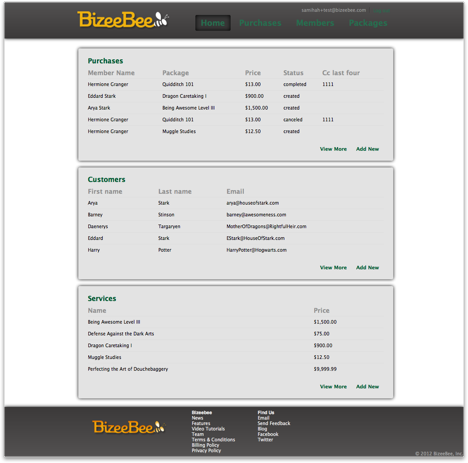 BizeeBee
samihah+test@bizeebee.com
Home Purchases Members Packages
Purchases
Member Name Package Price Status Cc last four
Hermione Granger Quidditch 101 $13.00 completed 1111
Eddard Stark Dragon Caretaking I $900.00 created
Arya Stark Being Awesome Level III $1,500.00 created
Hermione Granger Quidditch 101 $13.00 canceled 1111
Hermione Granger Muggle Studies $12.50 created
View More Add New
Customers
First name Last name Email
Arya Stark arya@houseofstark.com
Barney Stinson barney@awesomeness.com
Daenerys Targaryen MotherOfDragons@RightfulHeir.com
Eddard Stark EStark@HouseOfStark.com
Harry Potter HarryPotter@Hogwarts.com
View More Add New
Services
Name Price
Being Awesome Level III $1,500.00
Defense Against the Dark Arts $75.00
Dragon Caretaking I $900.00
Muggle Studies $12.50
Perfecting the Art of Douchebaggery $9,999.99
View More Add New
BizeeBee
Bizeebee
News
Features
Video Tutorials
Team
Terms & Conditions
Billing Policy
Privacy Policy
Find Us
Email
Send Feedback
Blog
Facebook
Twitter
© 2012 BizeeBee, Inc